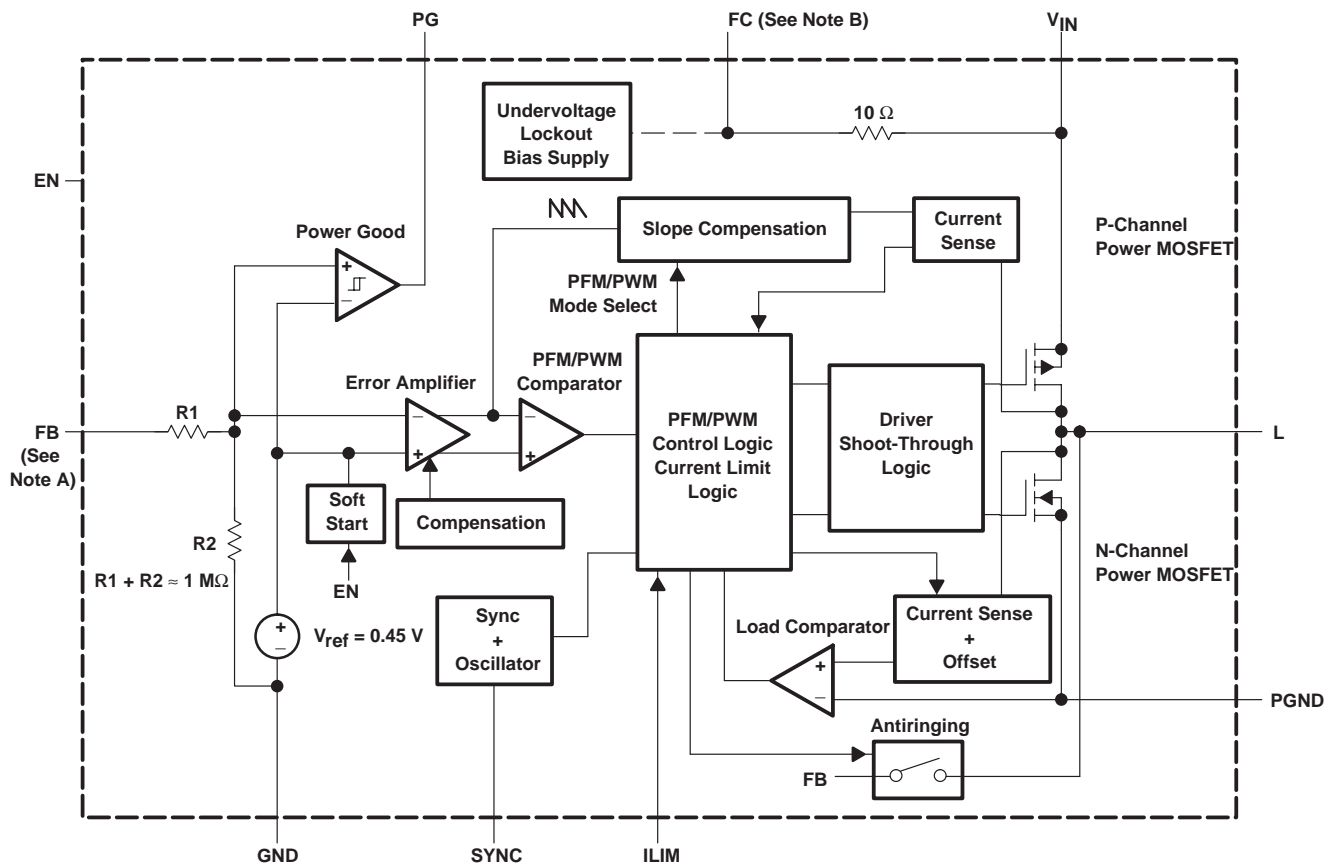 PG
FC (See Note B)
VIN
Undervoltage
Lockout
Bias Supply
10 Ω
EN
Power Good
+
−
Slope Compensation
Current
Sense
P-Channel
Power MOSFET
PFM/PWM
Mode Select
PFM/PWM
Comparator
Error Amplifier
R1
−
+
−
+
FB
(See
Note A)
PFM/PWM
Control Logic
Current Limit
Logic
Driver
Shoot-Through
Logic
L
Soft
Start
Compensation
R2
R1 + R2 ≈ 1 MΩ
EN
N-Channel
Power MOSFET
+
−
Vref = 0.45 V
Sync
+
Oscillator
Load Comparator
+
−
Current Sense
+
Offset
PGND
Antiringing
FB
GND
SYNC
ILIM